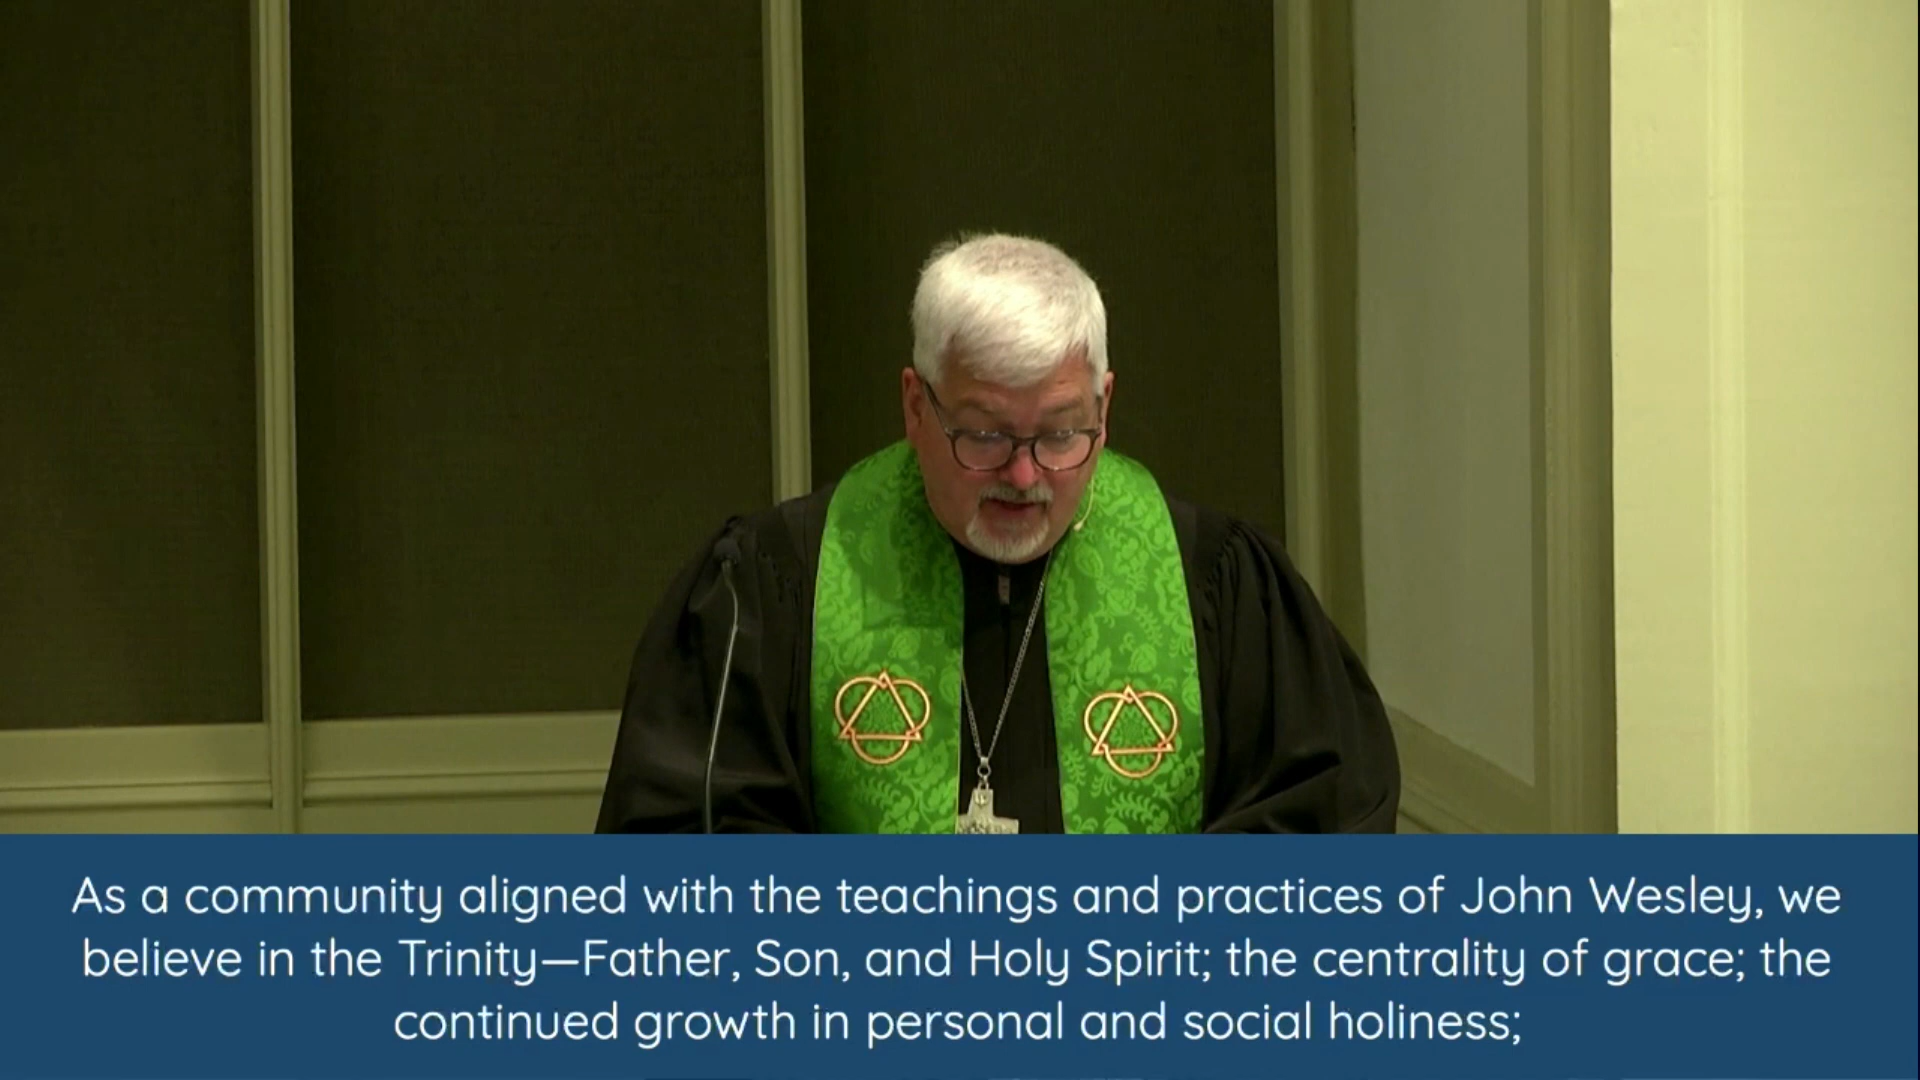 As a community aligned with the teachings and practices of John Wesley, we
believe in the Trinity—Father, Son, and Holy Spirit; the centrality of grace; the
continued growth in personal and social holiness;